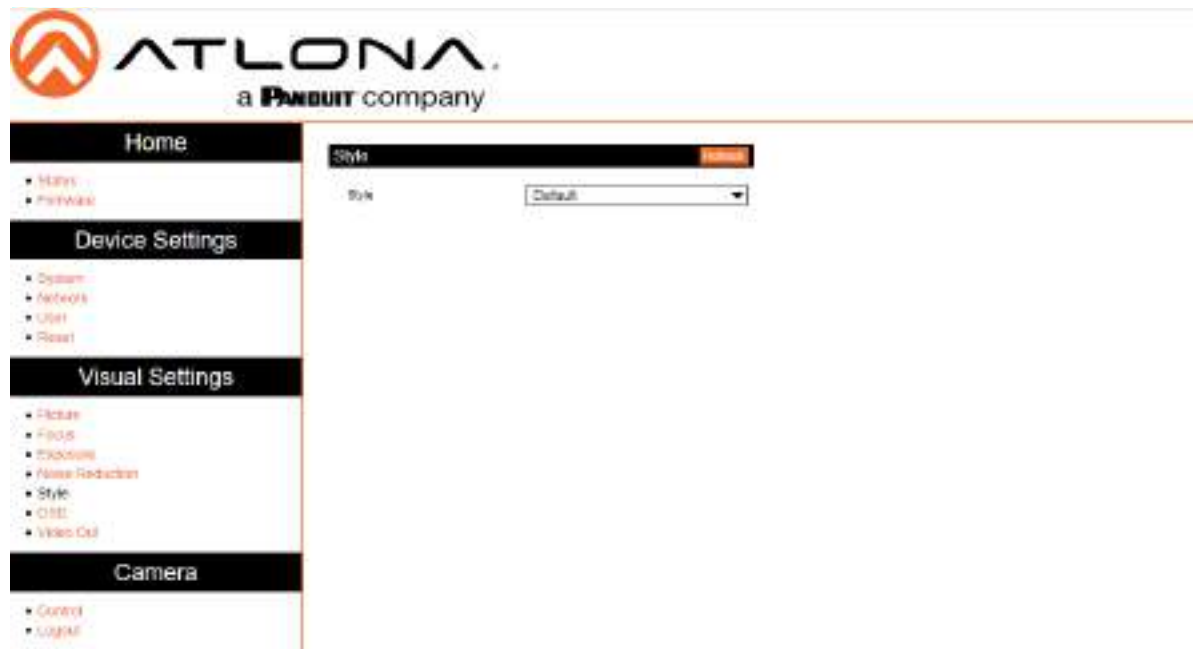 ATLONA.
a PANDUIT company
Home
Status
Firmware
Device Settings
System
Network
User
Reset
Visual Settings
Picture
Focus
Exposure
Noise Reduction
Style
OSD
Video Out
Camera
Control
Logout
Style
Refresh
Style
Default